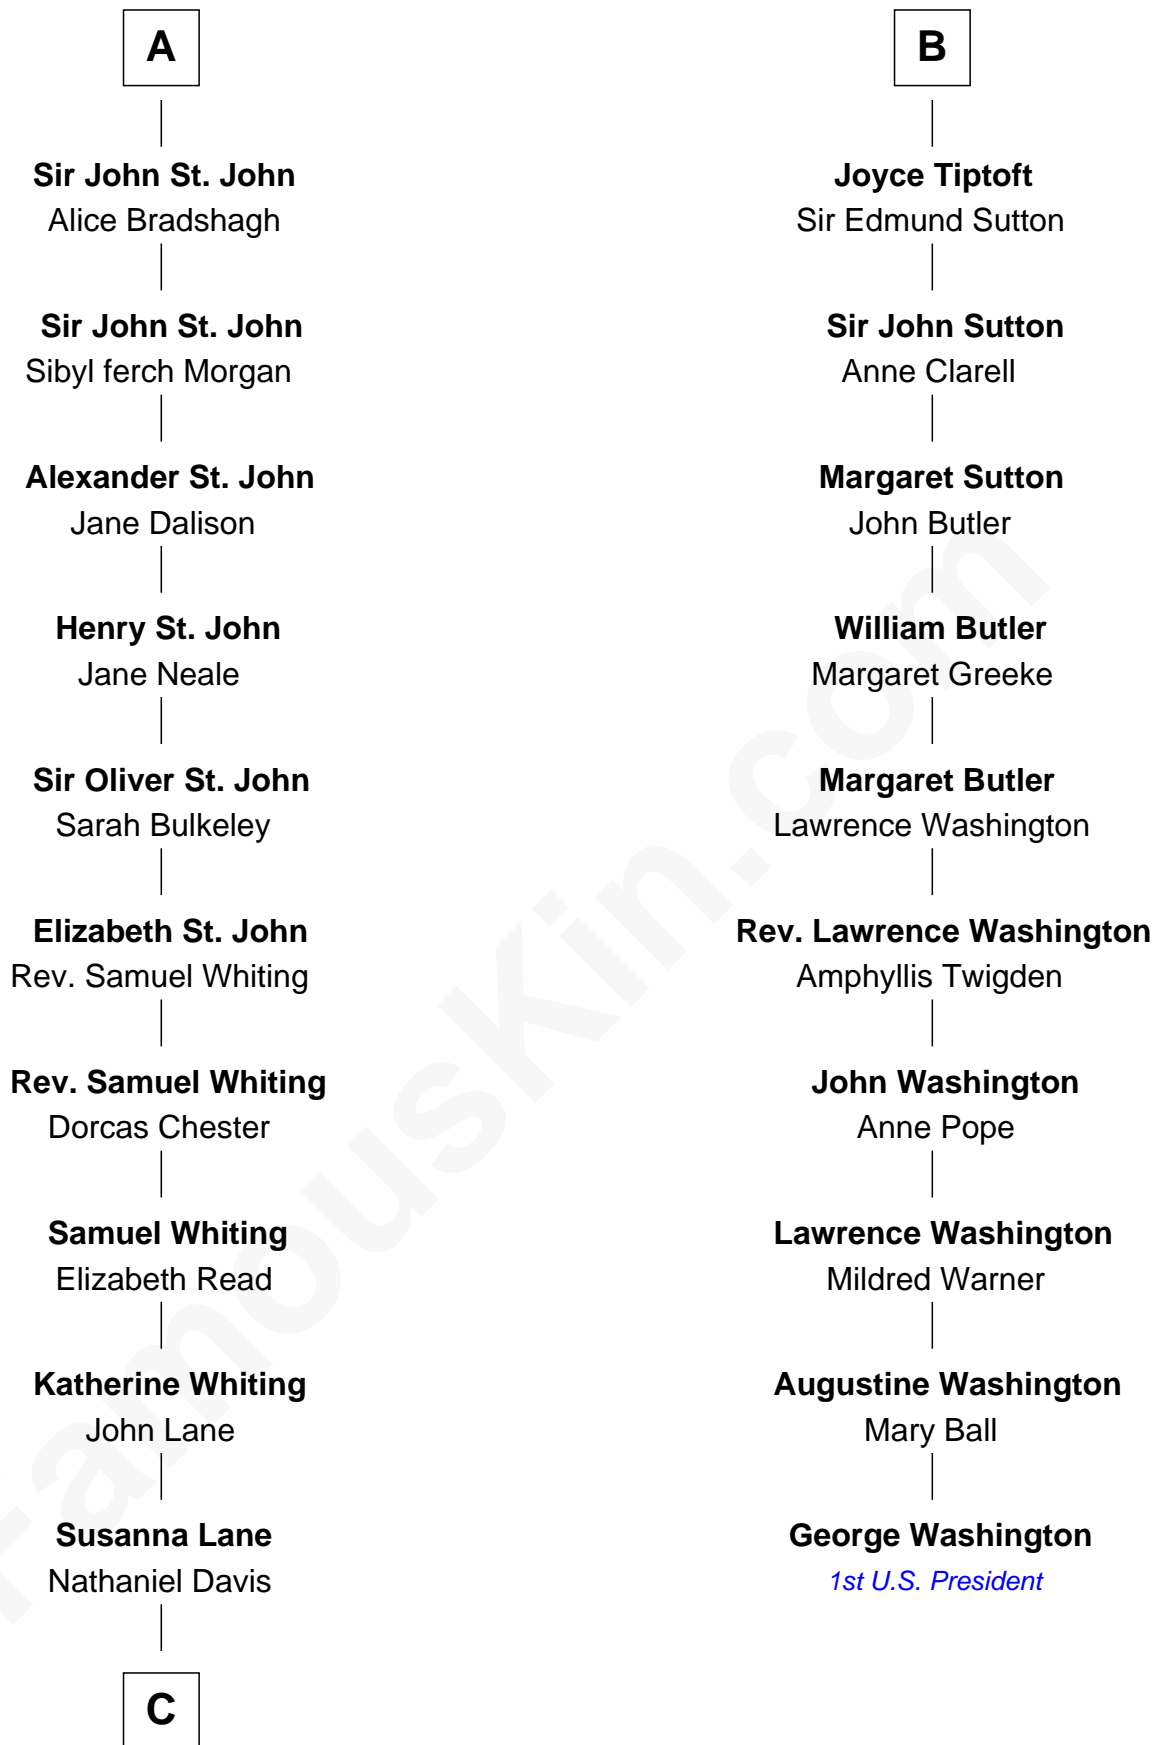 A
Sir John St. John
Alice Bradshagh
Sir John St. John
Sibyl ferch Morgan
Alexander St. John
Jane Dalison
Henry St. John
Jane Neale
Sir Oliver St. John
Sarah Bulkeley
Elizabeth St. John
Rev. Samuel Whiting
Rev. Samuel Whiting
Dorcas Chester
Samuel Whiting
Elizabeth Read
Katherine Whiting
John Lane
Susanna Lane
Nathaniel Davis
C
B
Joyce Tiptoft
Sir Edmund Sutton
Sir John Sutton
Anne Clarell
Margaret Sutton
John Butler
William Butler
Margaret Greeke
Margaret Butler
Lawrence Washington
Rev. Lawrence Washington
Amphyllis Twigden
John Washington
Anne Pope
Lawrence Washington
Mildred Warner
Augustine Washington
Mary Ball
George Washington
1st U.S. President
FamousKin.com